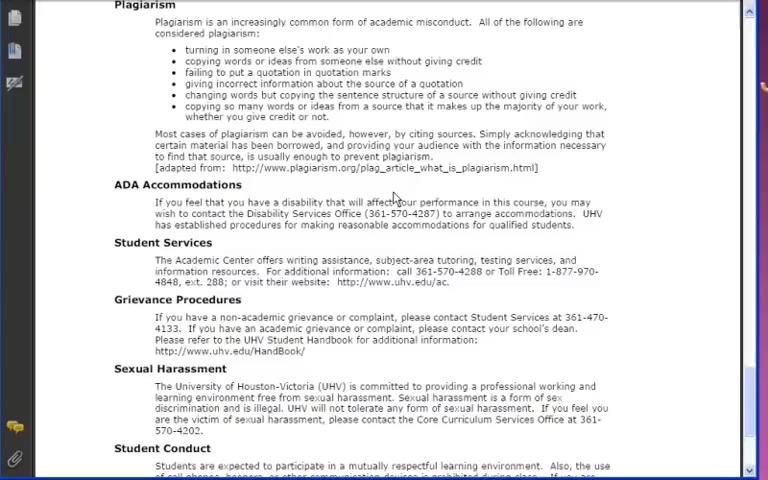 Plagiarism
Plagiarism is an increasingly common form of academic misconduct. All of the following are
considered plagiarism:
• turning in someone else's work as your own
• copying words or ideas from someone else without giving credit
• failing to put a quotation in quotation marks
• giving incorrect information about the source of a quotation
• changing words but copying the sentence structure of a source without giving credit
• copying so many words or ideas from a source that it makes up the majority of your work,
whether you give credit or not.
Most cases of plagiarism can be avoided, however, by citing sources. Simply acknowledging that
certain material has been borrowed, and providing your audience with the information necessary
to find that source, is usually enough to prevent plagiarism.
[adapted from: http://www.plagiarism.org/plag_article_what_is_plagiarism.html]
ADA Accommodations
If you feel that you have a disability that will affect your performance in this course, you may
wish to contact the Disability Services Office (361-570-4287) to arrange accommodations. UHV
has established procedures for making reasonable accommodations for qualified students.
Student Services
The Academic Center offers writing assistance, subject-area tutoring, testing services, and
information resources. For additional information: call 361-570-4288 or Toll Free: 1-877-970-
4848, ext. 288; or visit their website: http://www.uhv.edu/ac.
Grievance Procedures
If you have a non-academic grievance or complaint, please contact Student Services at 361-470-
4133. If you have an academic grievance or complaint, please contact your school's dean.
Please refer to the UHV Student Handbook for additional information:
http://www.uhv.edu/HandBook/
Sexual Harassment
The University of Houston-Victoria (UHV) is committed to providing a professional working and
learning environment free from sexual harassment. Sexual harassment is a form of sex
discrimination and is illegal. UHV will not tolerate any form of sexual harassment. If you feel you
are the victim of sexual harassment, please contact the Core Curriculum Services Office at 361-
570-4202.
Student Conduct
Students are expected to participate in a mutually respectful learning environment. Also, the use